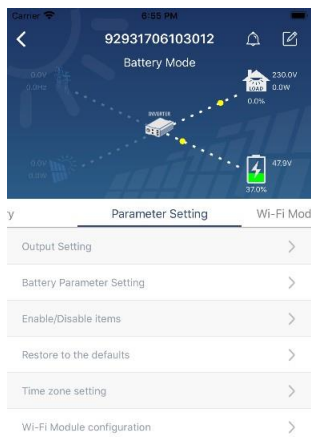 Carrier 6:55 PM
92931706103012
Battery Mode
0.0V
0.0Hz
230.0V
0.0W
LOAD
0.0%
INVERTER
0.0V
0.0W
47.9V
37.0%
y Parameter Setting Wi-Fi Mod
Output Setting
Battery Parameter Setting
Enable/Disable items
Restore to the defaults
Time zone setting
Wi-Fi Module configuration